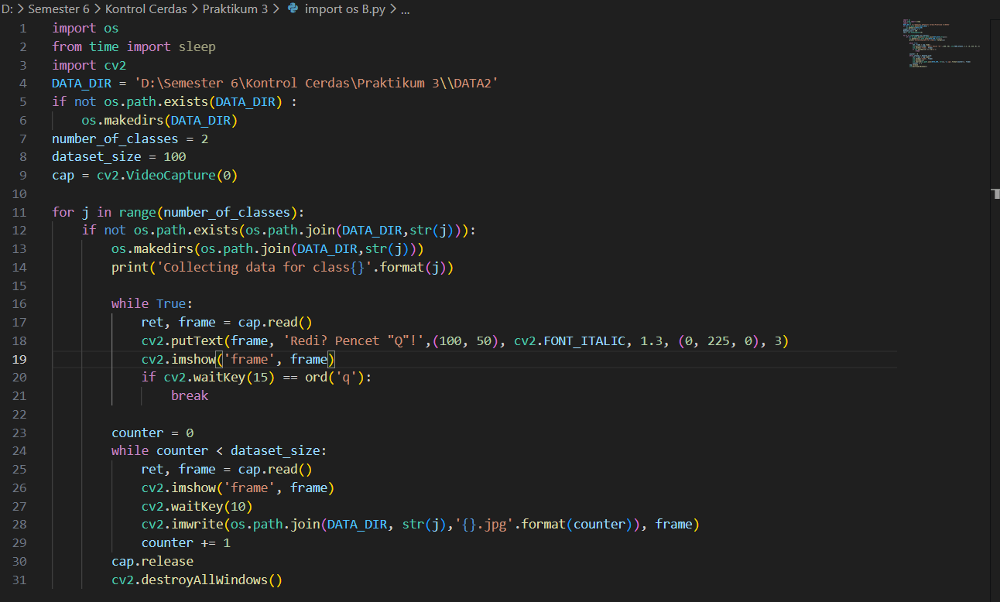 D: > Semester 6 > Kontrol Cerdas > Praktikum 3 > import os B.py > ...
1 import os
2 from time import sleep
3 import cv2
4 DATA_DIR = 'D:\Semester 6\Kontrol Cerdas\Praktikum 3\\DATA2'
5 if not os.path.exists(DATA_DIR) :
6     os.makedirs(DATA_DIR)
7 number_of_classes = 2
8 dataset_size = 100
9 cap = cv2.VideoCapture(0)
10
11 for j in range(number_of_classes):
12     if not os.path.exists(os.path.join(DATA_DIR,str(j))):
13         os.makedirs(os.path.join(DATA_DIR,str(j)))
14         print('Collecting data for class{}'.format(j))
15
16         while True:
17             ret, frame = cap.read()
18             cv2.putText(frame, 'Redi? Pencet "Q"!',(100, 50), cv2.FONT_ITALIC, 1.3, (0, 225, 0), 3)
19             cv2.imshow('frame', frame)
20             if cv2.waitKey(15) == ord('q'):
21                 break
22
23         counter = 0
24         while counter < dataset_size:
25             ret, frame = cap.read()
26             cv2.imshow('frame', frame)
27             cv2.waitKey(10)
28             cv2.imwrite(os.path.join(DATA_DIR, str(j),'{}.jpg'.format(counter)), frame)
29             counter += 1
30         cap.release
31         cv2.destroyAllWindows()